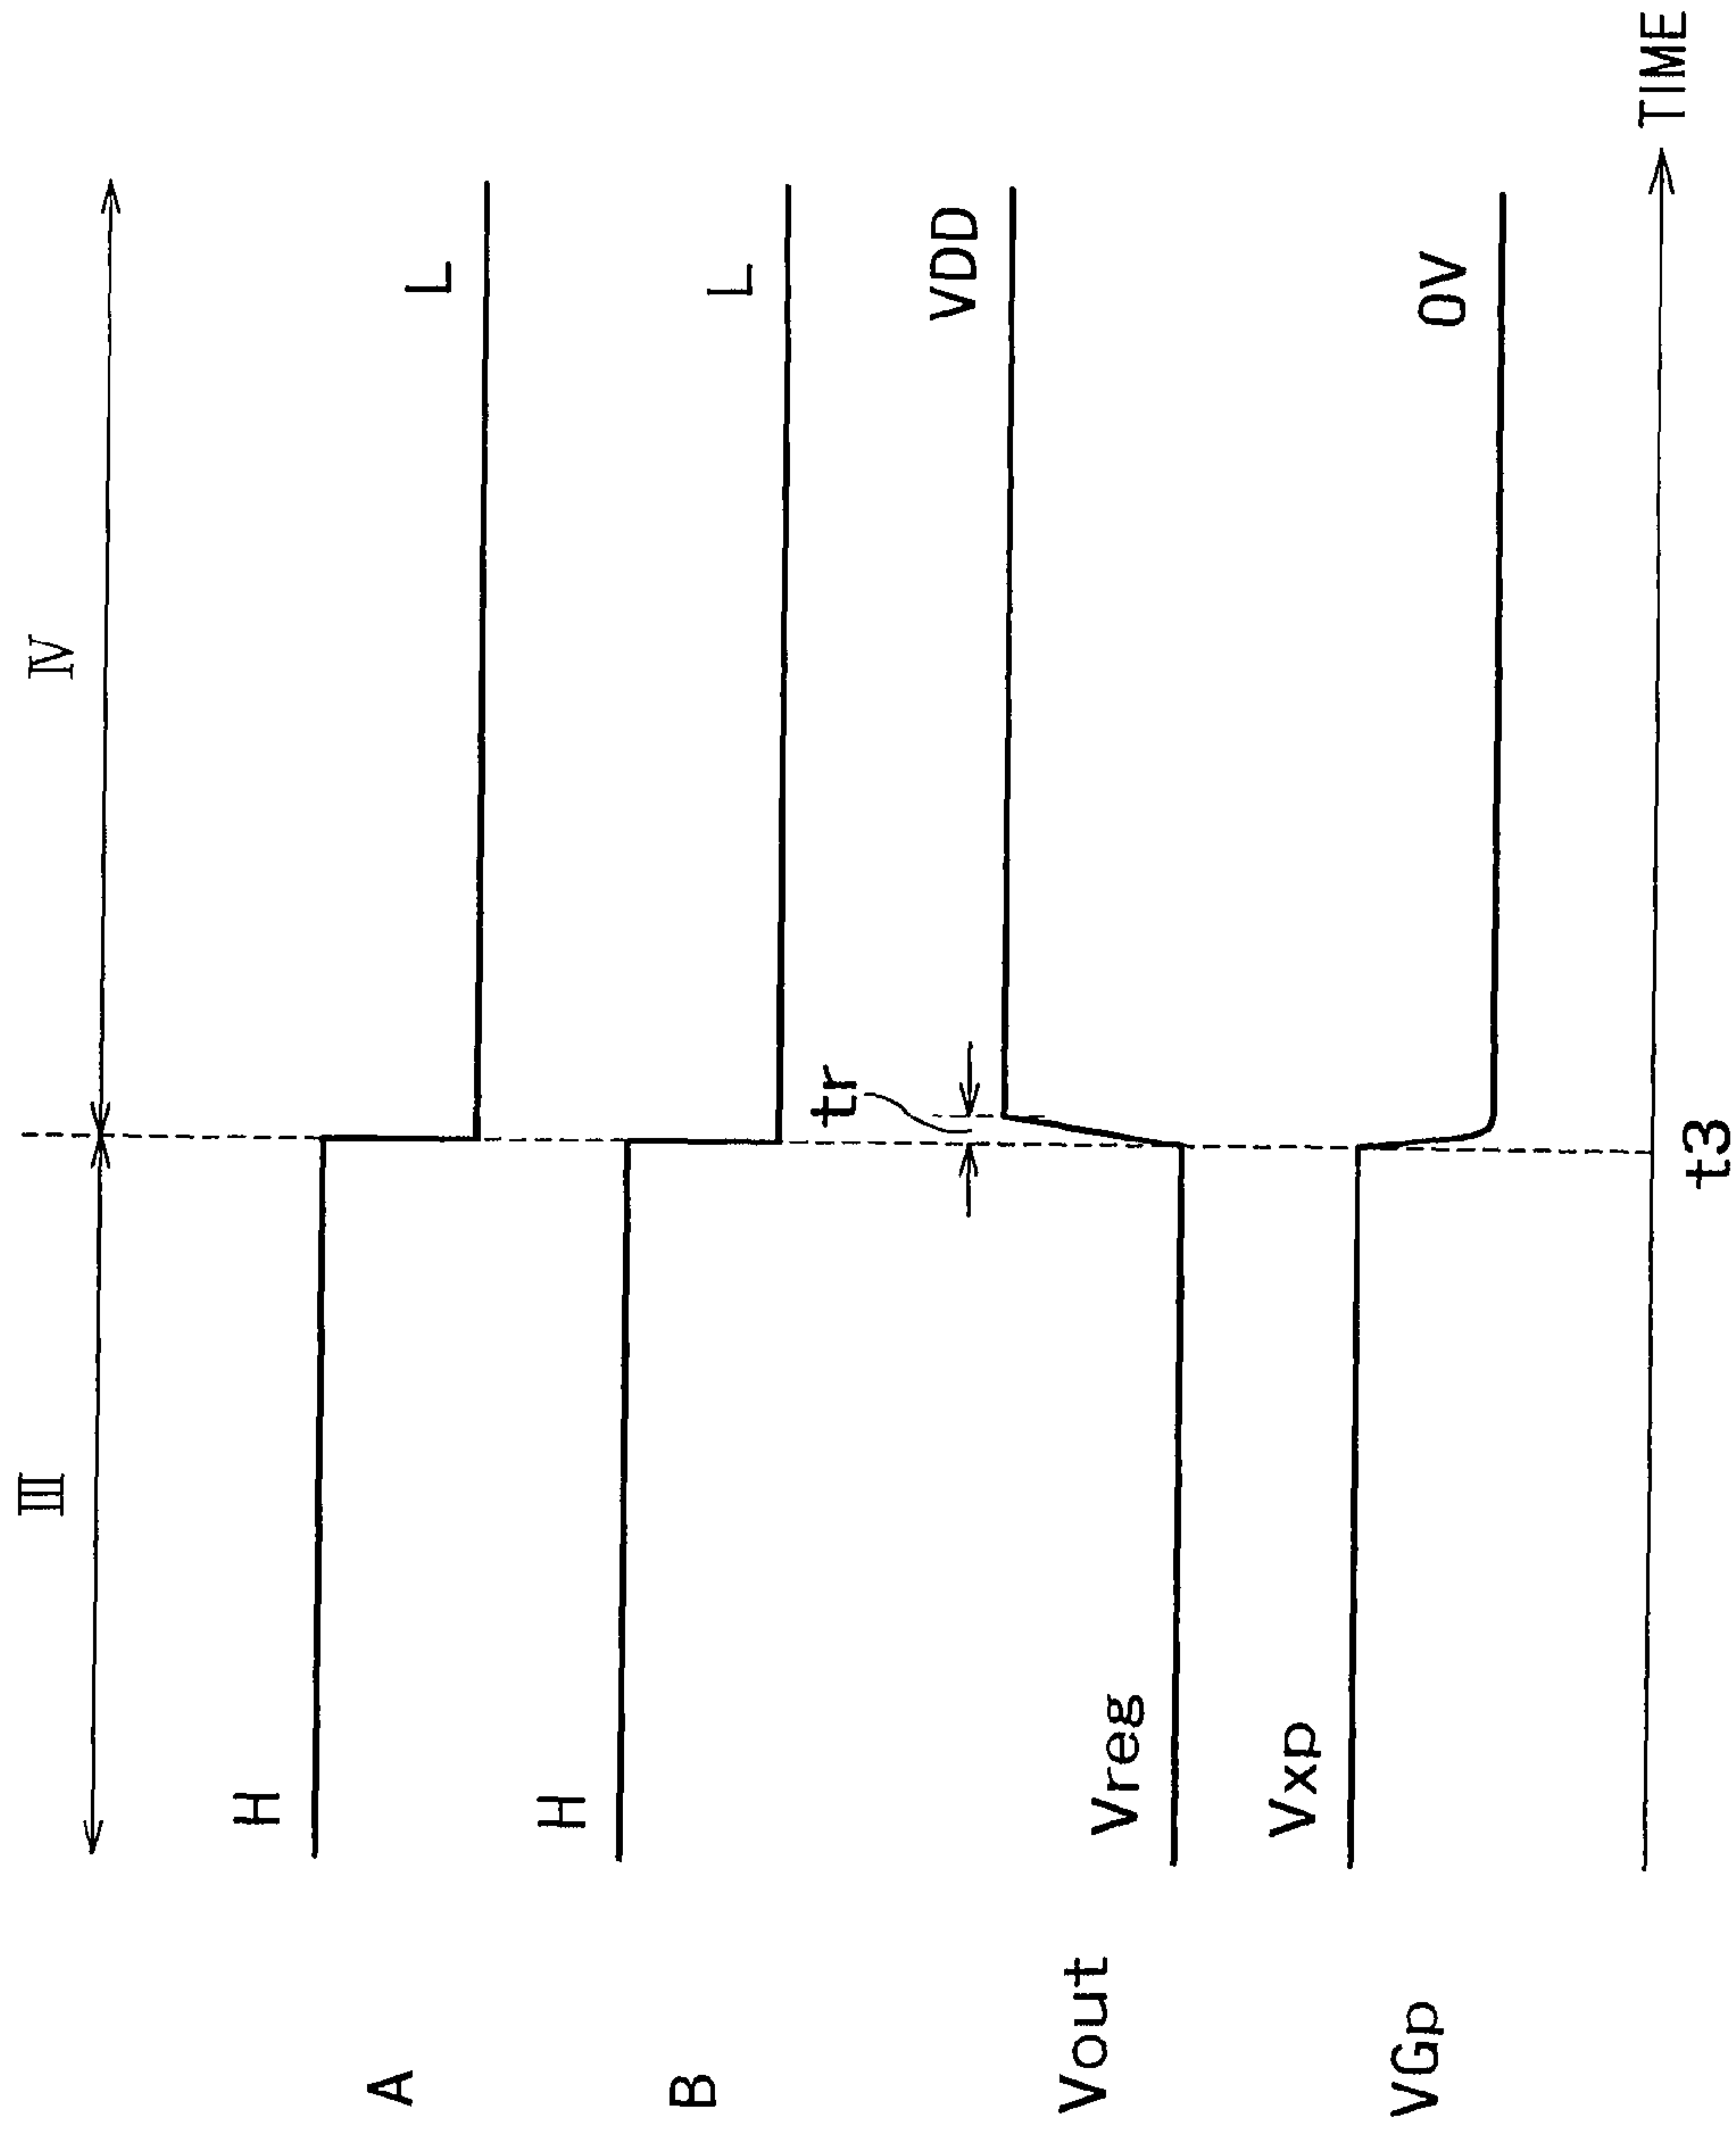 III IV
A H L
B H L
tr
Vout Vreg VDD
VGp Vxp 0V
t3 TIME